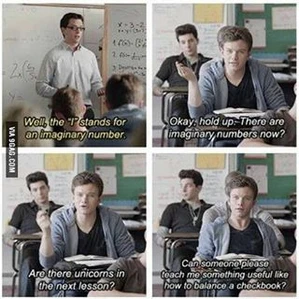 Well, the "I" stands for
an imaginary number.
Okay, hold up. There are
imaginary numbers now?
VIA 9GAG.COM
Are there unicorns in
the next lesson?
Can someone please
teach me something useful like
how to balance a checkbook?